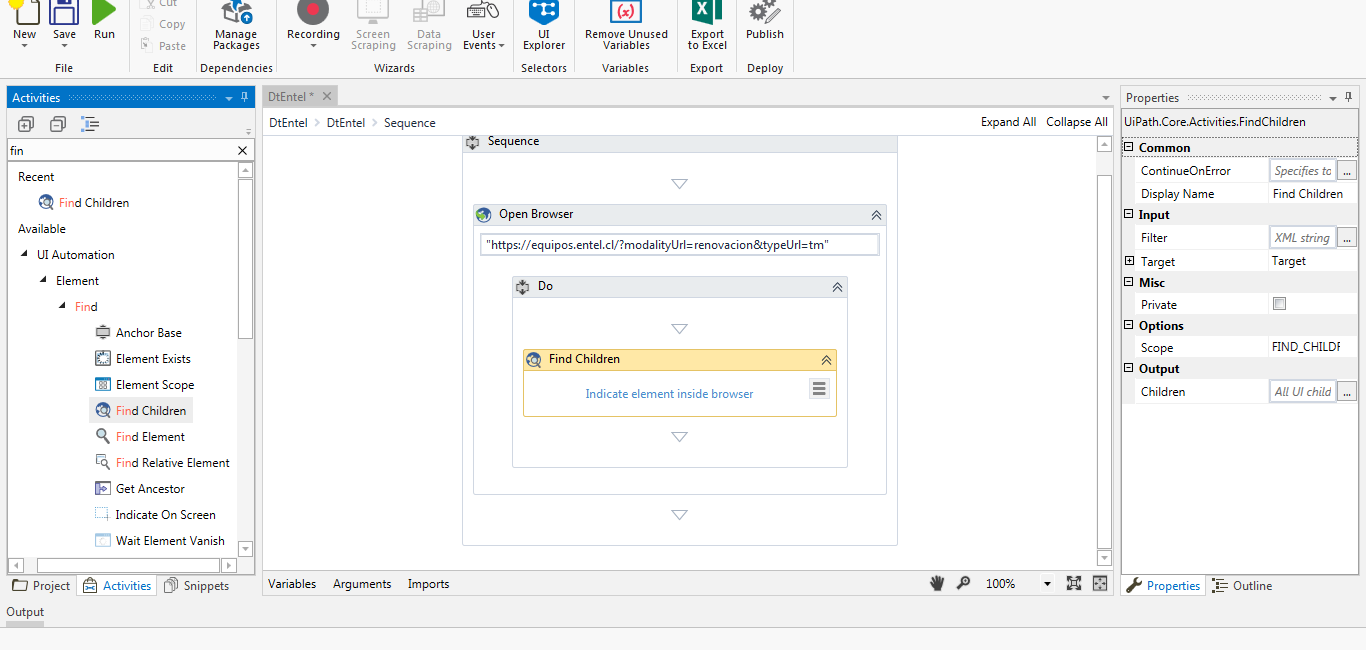 New Save Run Cut Copy Paste Manage Packages Recording Screen Scraping Data Scraping User Events UI Explorer Remove Unused Variables Export to Excel Publish
File Edit Dependencies Wizards Selectors Variables Export Deploy
Activities
fin
Recent
Find Children
Available
UI Automation
Element
Find
Anchor Base
Element Exists
Element Scope
Find Children
Find Element
Find Relative Element
Get Ancestor
Indicate On Screen
Wait Element Vanish
Project Activities Snippets
Output
DtEntel *
DtEntel DtEntel Sequence Expand All Collapse All
Sequence
Open Browser
"https://equipos.entel.cl/?modalityUrl=renovacion&typeUrl=tm"
Do
Find Children
Indicate element inside browser
Variables Arguments Imports 100%
Properties
UiPath.Core.Activities.FindChildren
Common
ContinueOnError Specifies to ...
Display Name Find Children
Input
Filter XML string ...
Target Target
Misc
Private
Options
Scope FIND_CHILDR
Output
Children All UI child ...
Properties Outline